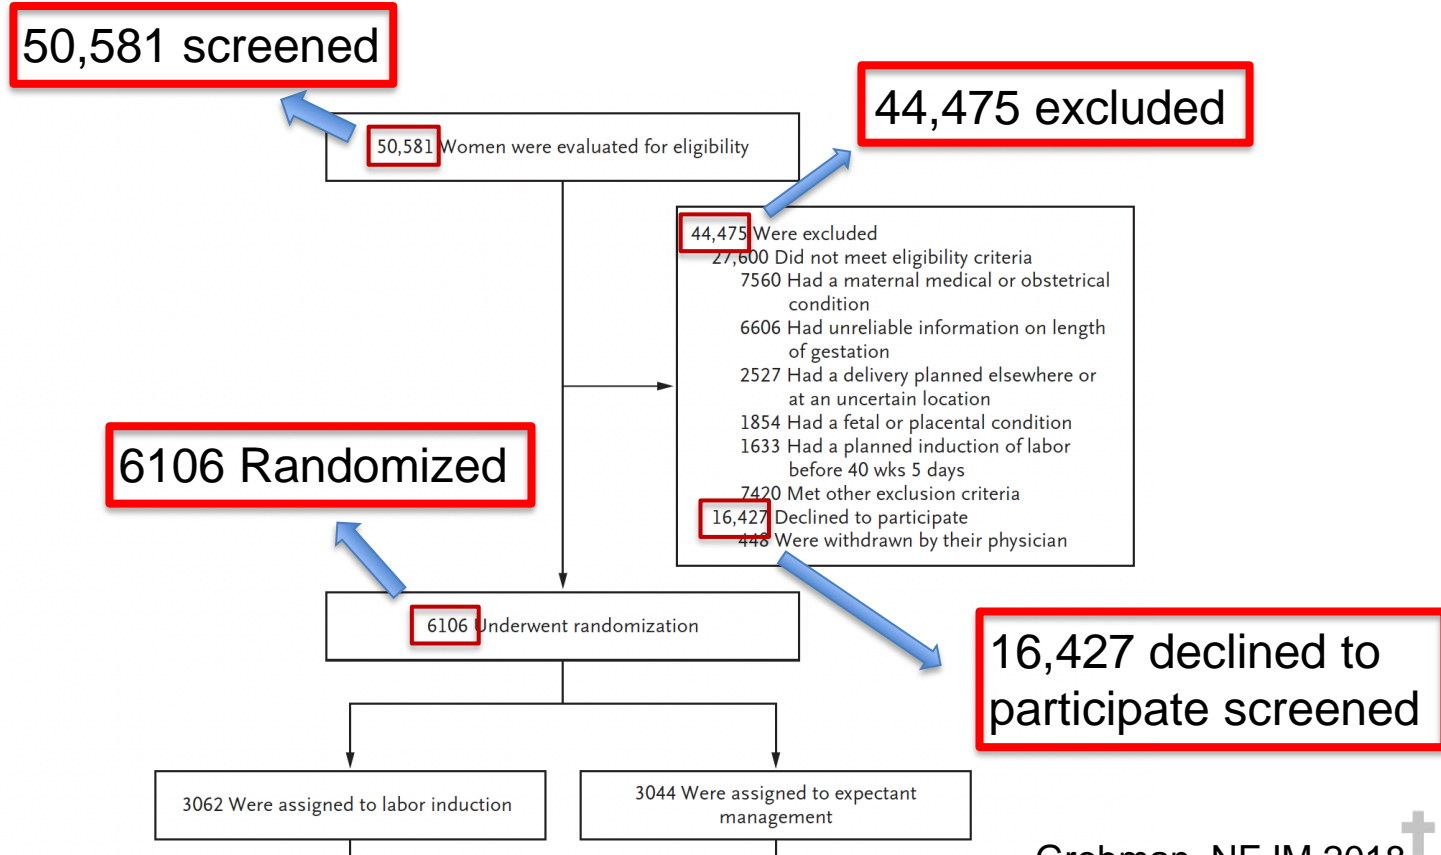 50,581 screened
44,475 excluded
50,581 Women were evaluated for eligibility
44,475 Were excluded
27,600 Did not meet eligibility criteria
7560 Had a maternal medical or obstetrical
condition
6606 Had unreliable information on length
of gestation
2527 Had a delivery planned elsewhere or
at an uncertain location
1854 Had a fetal or placental condition
1633 Had a planned induction of labor
before 40 wks 5 days
7420 Met other exclusion criteria
16,427 Declined to participate
448 Were withdrawn by their physician
6106 Randomized
6106 Underwent randomization
16,427 declined to
participate screened
3062 Were assigned to labor induction
3044 Were assigned to expectant
management
Grobman, NEJM 2018